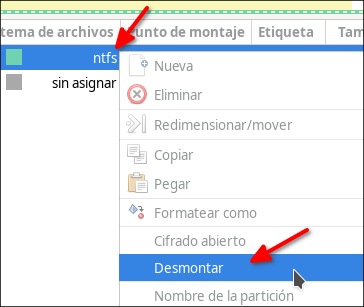 tema de archivos Punto de montaje Etiqueta Tam
ntfs
sin asignar
Nueva
Eliminar
Redimensionar/mover
Copiar
Pegar
Formatear como
Cifrado abierto
Desmontar
Nombre de la partición